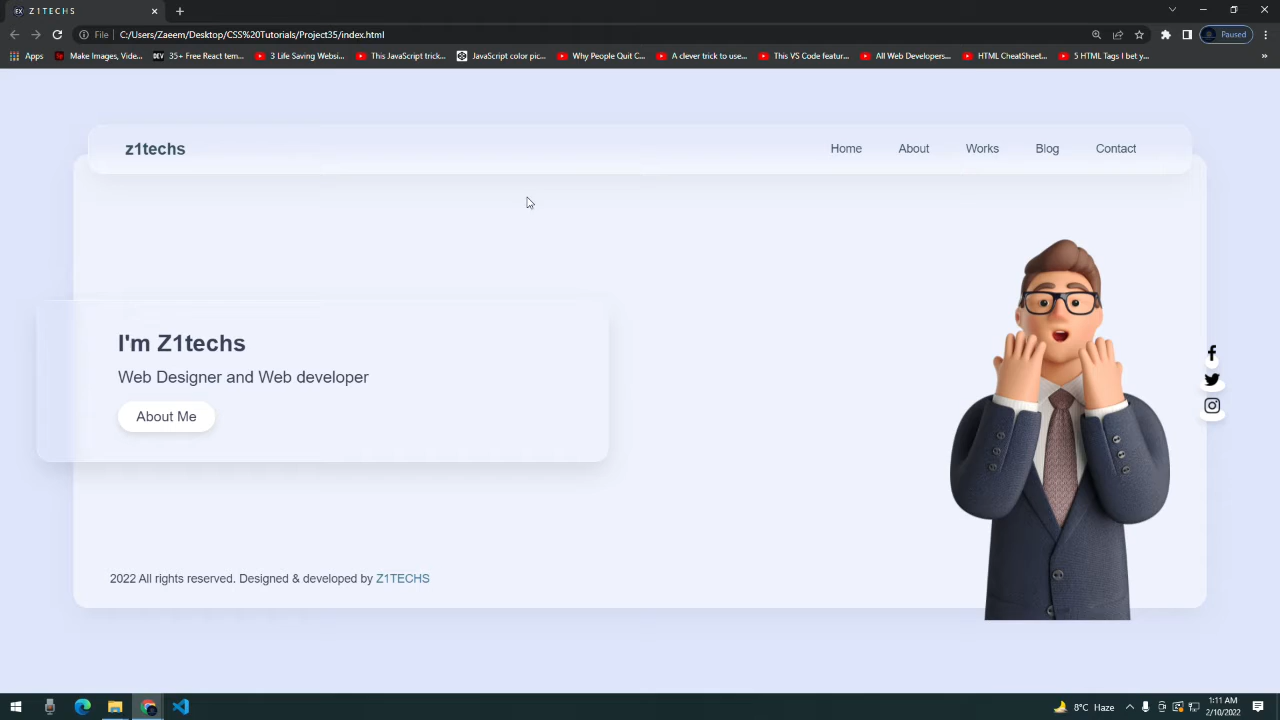 Z 1 T E C H S
File
C:/Users/Zaeem/Desktop/CSS%20Tutorials/Project35/index.html
Paused
Apps
Make Images, Vide...
35+ Free React tem...
3 Life Saving Websi...
This JavaScript trick...
JavaScript color pic...
Why People Quit C...
A clever trick to use...
This VS Code featur...
All Web Developers...
HTML CheatSheet...
5 HTML Tags I bet y...
»
z1techs
Home
About
Works
Blog
Contact
I'm Z1techs
Web Designer and Web developer
About Me
2022 All rights reserved. Designed & developed by Z1TECHS
8°C Haze
1:11 AM
2/10/2022